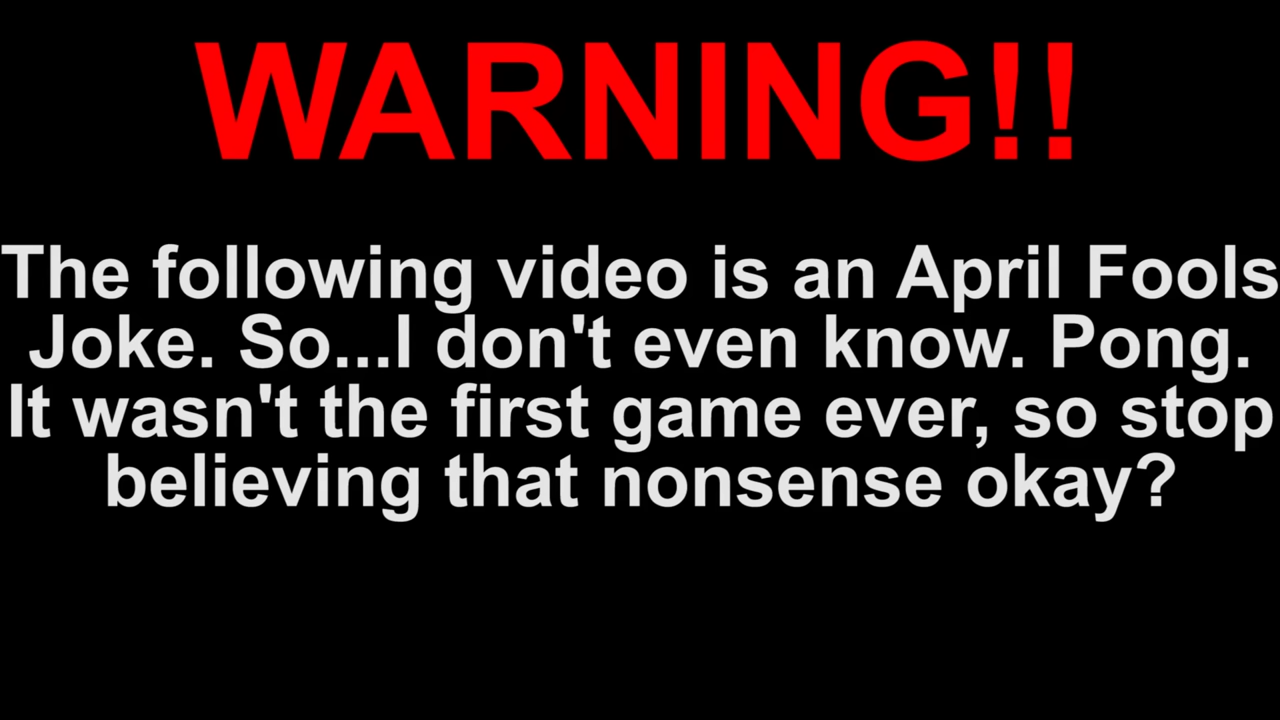 WARNING!!
The following video is an April Fools
Joke. So...I don't even know. Pong.
It wasn't the first game ever, so stop
believing that nonsense okay?